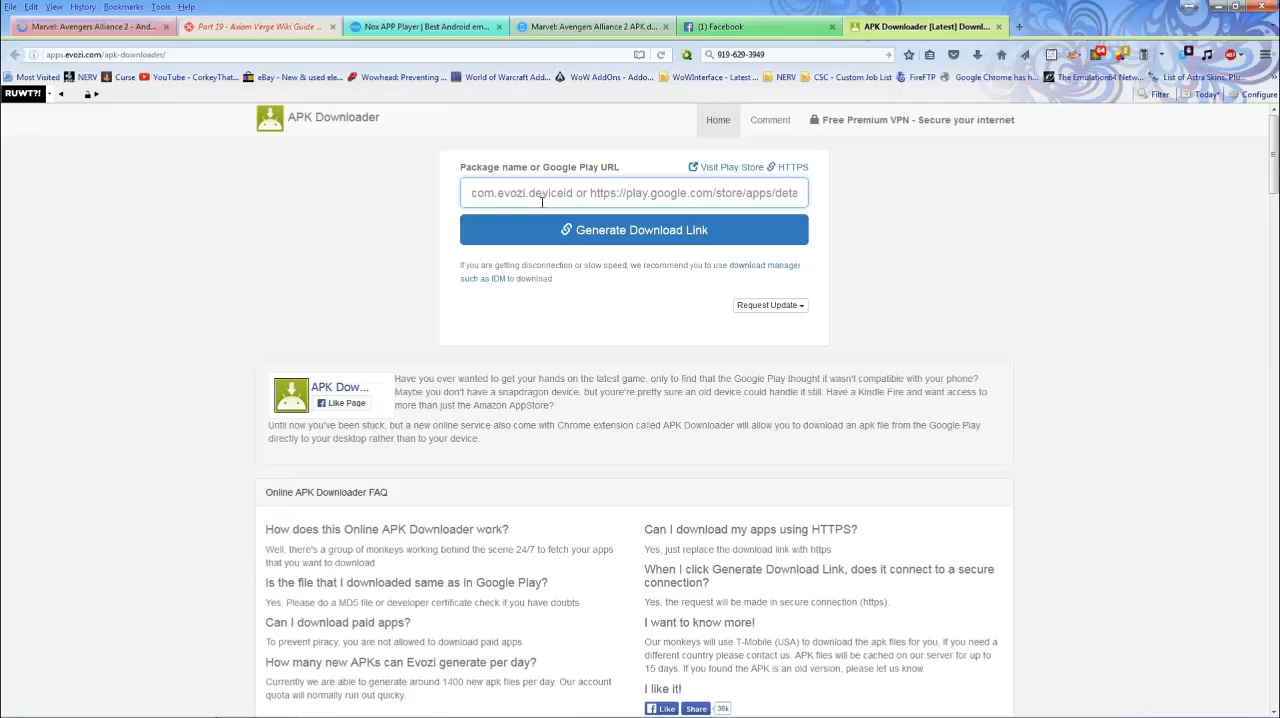 File Edit View History Bookmarks Tools Help
Marvel: Avengers Alliance 2 - And...
Part 19 - Axiom Verge Wiki Guide ...
Nox APP Player | Best Android em...
Marvel: Avengers Alliance 2 APK d...
(1) Facebook
APK Downloader [Latest] Downl...
apps.evozi.com/apk-downloader/
919-629-3949
Most Visited NERV Curse YouTube - CorkeyThat... eBay - New & used ele... Wowhead: Preventing ... World of Warcraft Add... WoW AddOns - Addo... WoWInterface - Latest ... NERV CSC - Custom Job List FireFTP Google Chrome has h... The Emulation64 Netw... List of Astra Skins, Plu...
RUWT?! Filter Today Configure
APK Downloader
Home Comment Free Premium VPN - Secure your internet
Package name or Google Play URL Visit Play Store HTTPS
com.evozi.deviceid or https://play.google.com/store/apps/deta
Generate Download Link
If you are getting disconnection or slow speed, we recommend you to use download manager
such as IDM to download
Request Update
APK Dow...
Like Page
Have you ever wanted to get your hands on the latest game, only to find that the Google Play thought it wasn't compatible with your phone?
Maybe you don't have a snapdragon device, but youre're pretty sure an old device could handle it still. Have a Kindle Fire and want access to
more than just the Amazon AppStore?
Until now you've been stuck, but a new online service also come with Chrome extension called APK Downloader will allow you to download an apk file from the Google Play
directly to your desktop rather than to your device.
Online APK Downloader FAQ
How does this Online APK Downloader work?
Well, there's a group of monkeys working behind the scene 24/7 to fetch your apps
that you want to download
Is the file that I downloaded same as in Google Play?
Yes, Please do a MD5 file or developer certificate check if you have doubts
Can I download paid apps?
To prevent piracy, you are not allowed to download paid apps
How many new APKs can Evozi generate per day?
Currently we are able to generate around 1400 new apk files per day. Our account
quota will normally run out quicky.
Can I download my apps using HTTPS?
Yes, just replace the download link with https
When I click Generate Download Link, does it connect to a secure
connection?
Yes, the request will be made in secure connection (https).
I want to know more!
Our monkeys will use T-Mobile (USA) to download the apk files for you, If you need a
different country please contact us. APK files will be cached on our server for up to
15 days. If you found the APK is an old version, please let us know
I like it!
Like Share 36k